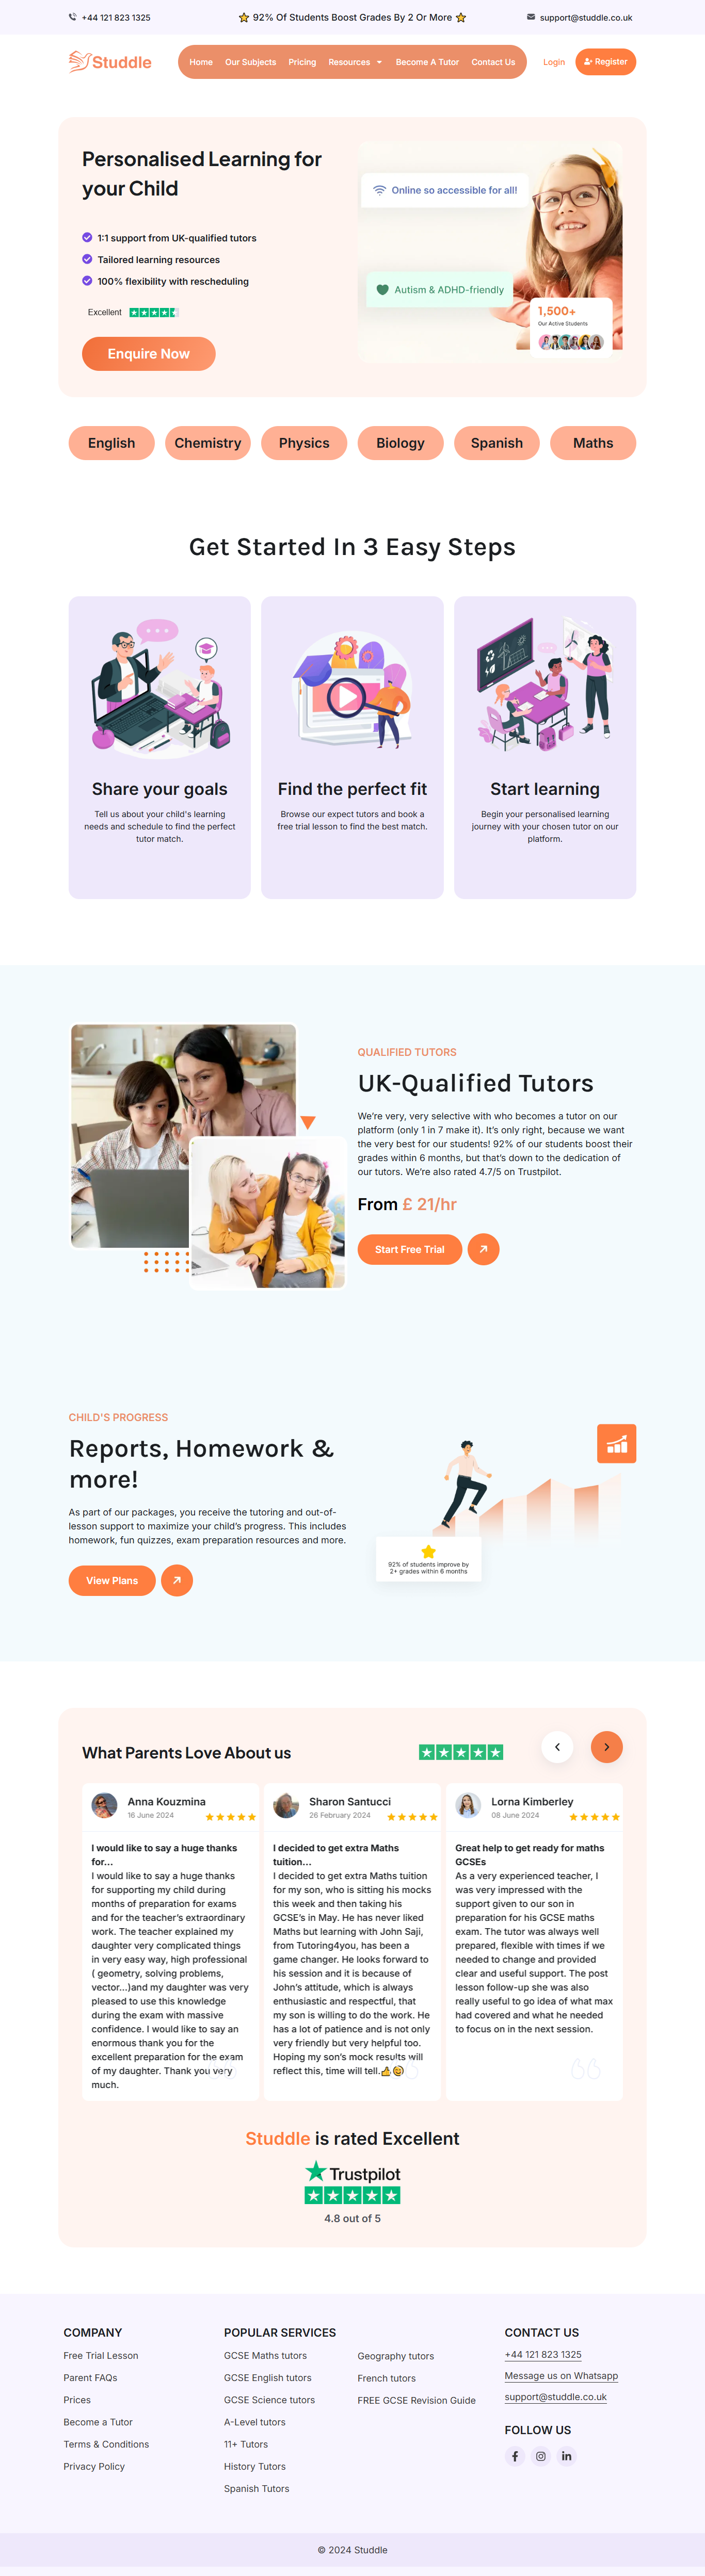 +44 121 823 1325
92% Of Students Boost Grades By 2 Or More
support@studdle.co.uk
Studdle
Home Our Subjects Pricing Resources Become A Tutor Contact Us
Login
Register
Personalised Learning for
your Child
1:1 support from UK-qualified tutors
Tailored learning resources
100% flexibility with rescheduling
Excellent
Enquire Now
Online so accessible for all!
Autism & ADHD-friendly
1,500+
Our Active Students
English Chemistry Physics Biology Spanish Maths
Get Started In 3 Easy Steps
Share your goals
Tell us about your child's learning
needs and schedule to find the perfect
tutor match.
Find the perfect fit
Browse our expect tutors and book a
free trial lesson to find the best match.
Start learning
Begin your personalised learning
journey with your chosen tutor on our
platform.
QUALIFIED TUTORS
UK-Qualified Tutors
We're very, very selective with who becomes a tutor on our
platform (only 1 in 7 make it). It's only right, because we want
the very best for our students! 92% of our students boost their
grades within 6 months, but that's down to the dedication of
our tutors. We're also rated 4.7/5 on Trustpilot.
From £ 21/hr
Start Free Trial
CHILD'S PROGRESS
Reports, Homework &
more!
As part of our packages, you receive the tutoring and out-of-
lesson support to maximize your child's progress. This includes
homework, fun quizzes, exam preparation resources and more.
View Plans
92% of students improve by
2+ grades within 6 months
What Parents Love About us
Anna Kouzmina
16 June 2024
I would like to say a huge thanks
for...
I would like to say a huge thanks
for supporting my child during
months of preparation for exams
and for the teacher's extraordinary
work. The teacher explained my
daughter very complicated things
in very easy way, high professional
( geometry, solving problems,
vector...)and my daughter was very
pleased to use this knowledge
during the exam with massive
confidence. I would like to say an
enormous thank you for the
excellent preparation for the exam
of my daughter. Thank you very
much.
Sharon Santucci
26 February 2024
I decided to get extra Maths
tuition...
I decided to get extra Maths tuition
for my son, who is sitting his mocks
this week and then taking his
GCSE's in May. He has never liked
Maths but learning with John Saji,
from Tutoring4you, has been a
game changer. He looks forward to
his session and it is because of
John's attitude, which is always
enthusiastic and respectful, that
my son is willing to do the work. He
has a lot of patience and is not only
very friendly but very helpful too.
Hoping my son's mock results will
reflect this, time will tell.👍😊
Lorna Kimberley
08 June 2024
Great help to get ready for maths
GCSEs
As a very experienced teacher, I
was very impressed with the
support given to our son in
preparation for his GCSE maths
exam. The tutor was always well
prepared, flexible with times if we
needed to change and provided
clear and useful support. The post
lesson follow-up she was also
really useful to go idea of what max
had covered and what he needed
to focus on in the next session.
Studdle is rated Excellent
Trustpilot
4.8 out of 5
COMPANY
Free Trial Lesson
Parent FAQs
Prices
Become a Tutor
Terms & Conditions
Privacy Policy
POPULAR SERVICES
GCSE Maths tutors
GCSE English tutors
GCSE Science tutors
A-Level tutors
11+ Tutors
History Tutors
Spanish Tutors
Geography tutors
French tutors
FREE GCSE Revision Guide
CONTACT US
+44 121 823 1325
Message us on Whatsapp
support@studdle.co.uk
FOLLOW US
© 2024 Studdle